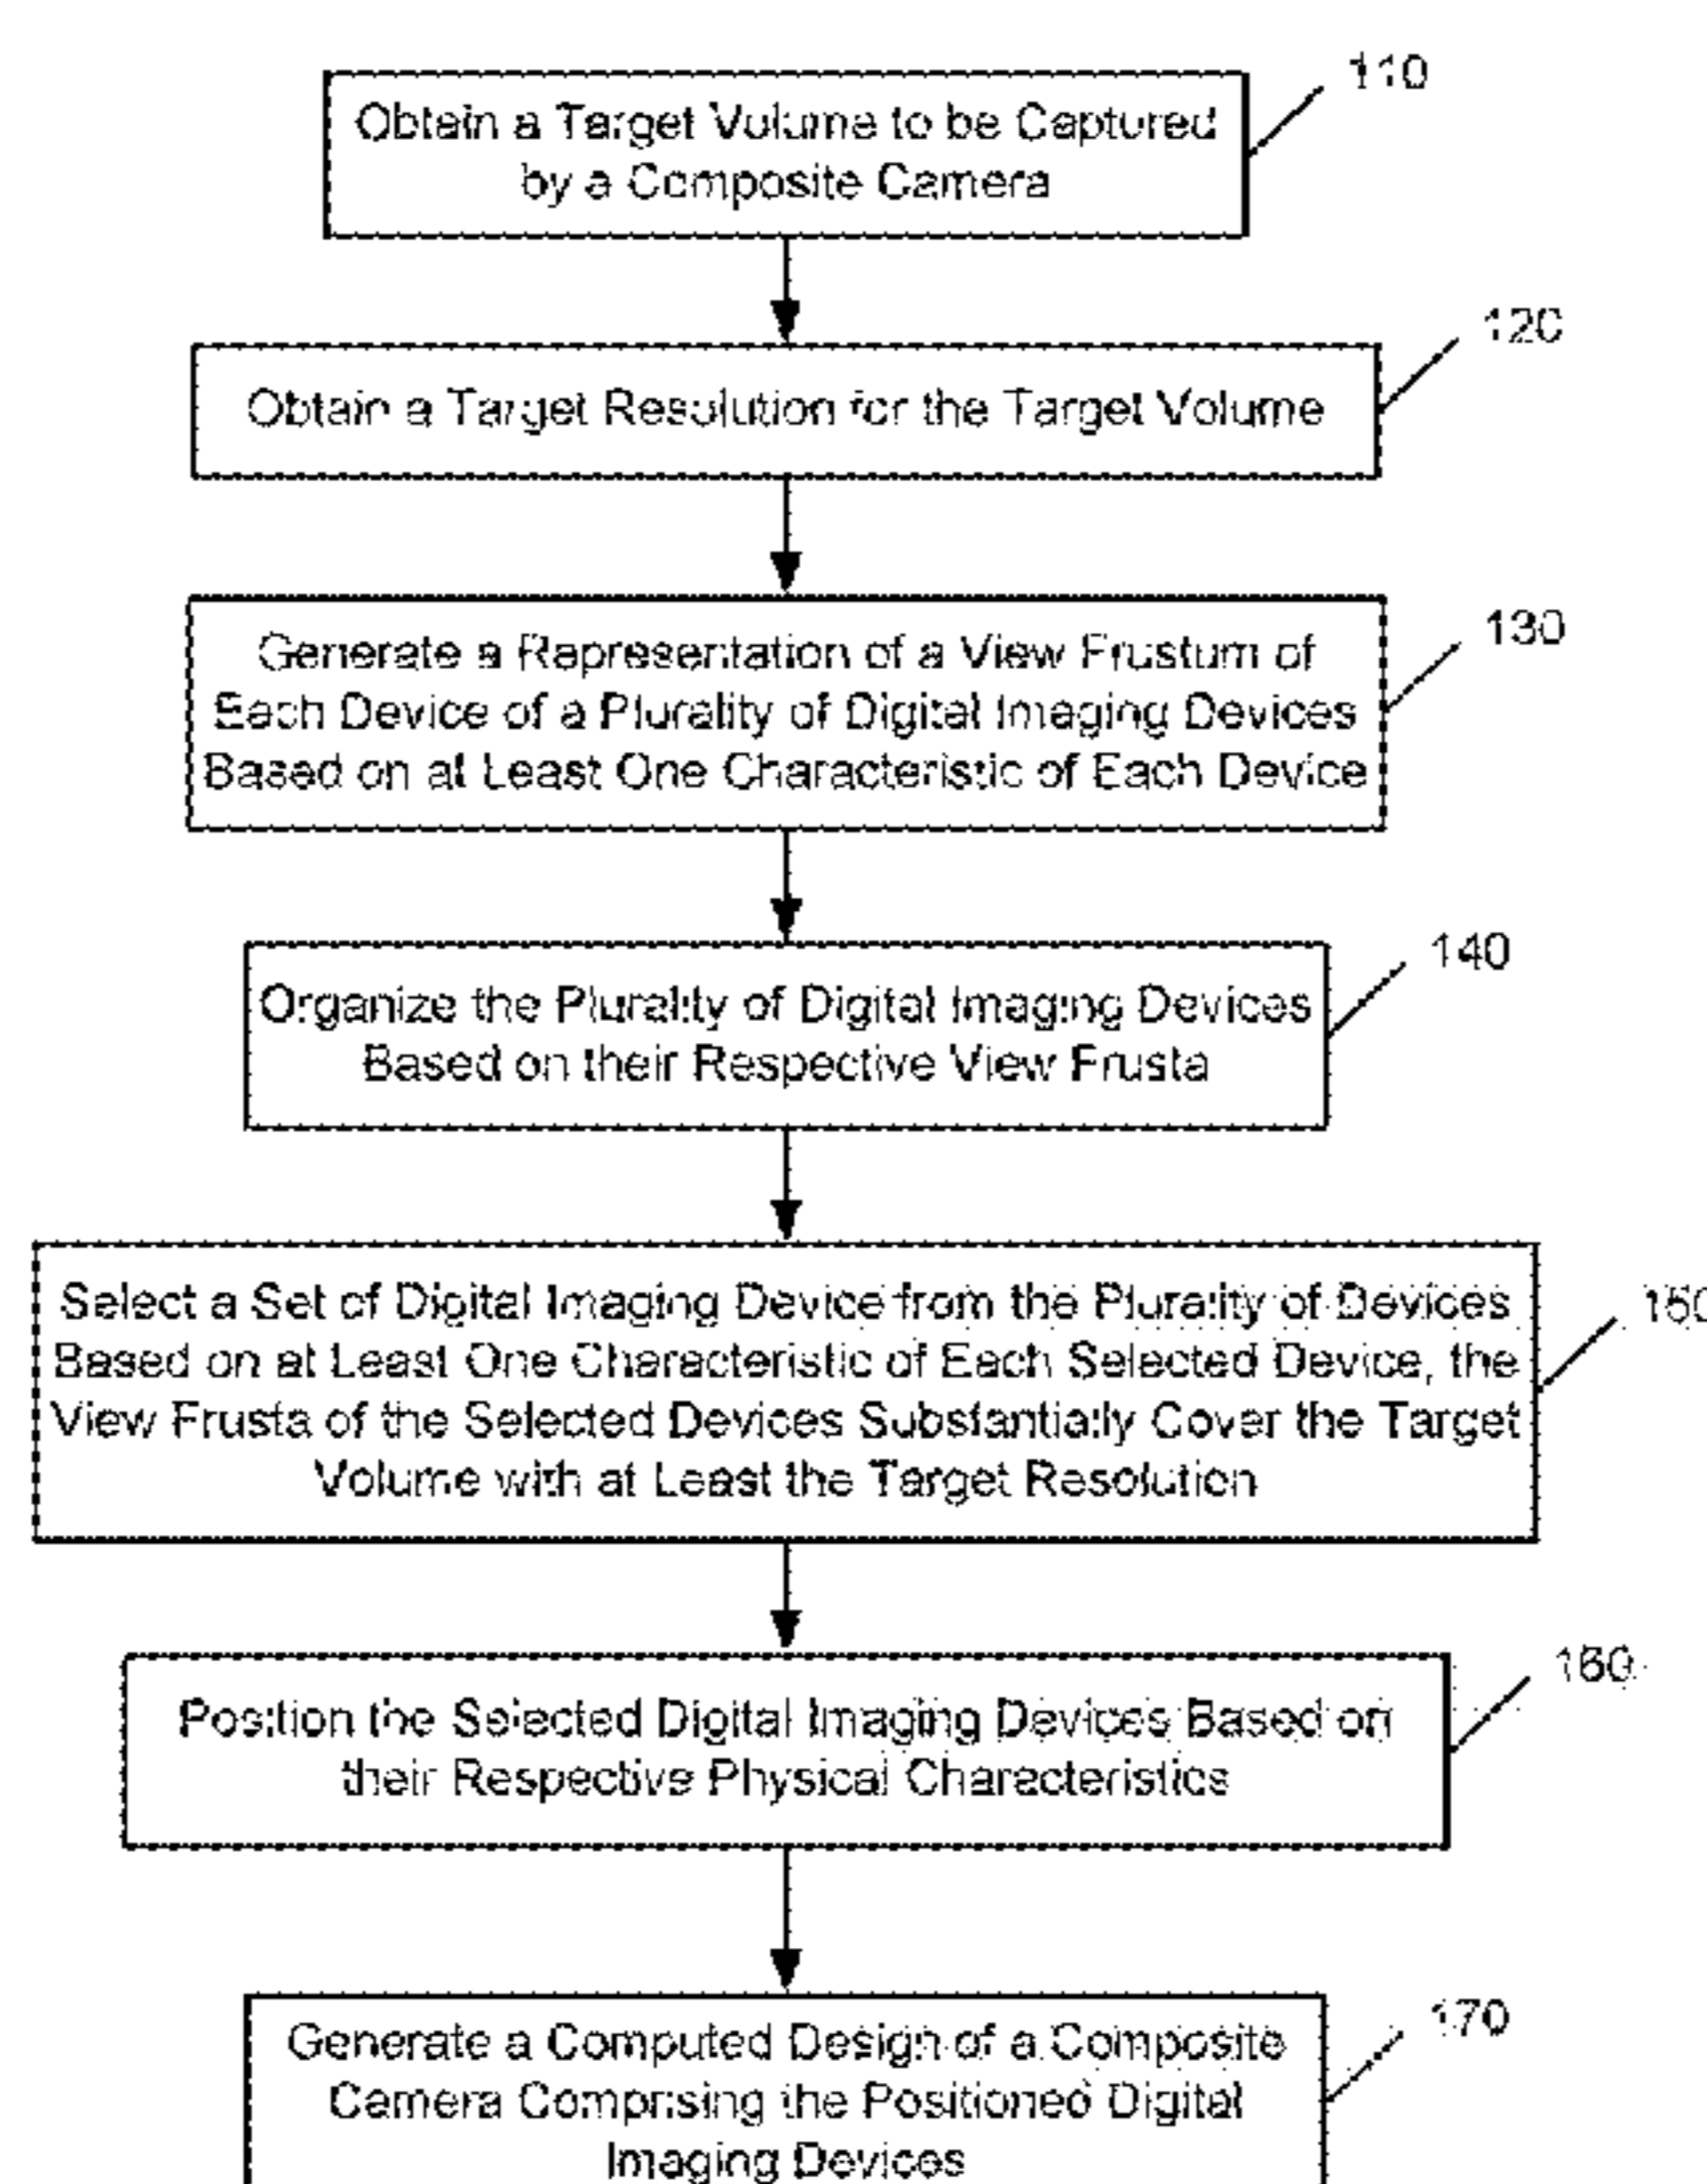 110
Obtain a Target Volume to be Captured
by a Composite Camera
120
Obtain a Target Resolution for the Target Volume
130
Generate a Representation of a View Frustum of
Each Device of a Plurality of Digital Imaging Devices
Based on at Least One Characteristic of Each Device
140
Organize the Plurality of Digital Imaging Devices
Based on their Respective View Frusta
150
Select a Set of Digital Imaging Device from the Plurality of Devices
Based on at Least One Characteristic of Each Selected Device, the
View Frusta of the Selected Devices Substantially Cover the Target
Volume with at Least the Target Resolution
160
Position the Selected Digital Imaging Devices Based on
their Respective Physical Characteristics
170
Generate a Computed Design of a Composite
Camera Comprising the Positioned Digital
Imaging Devices